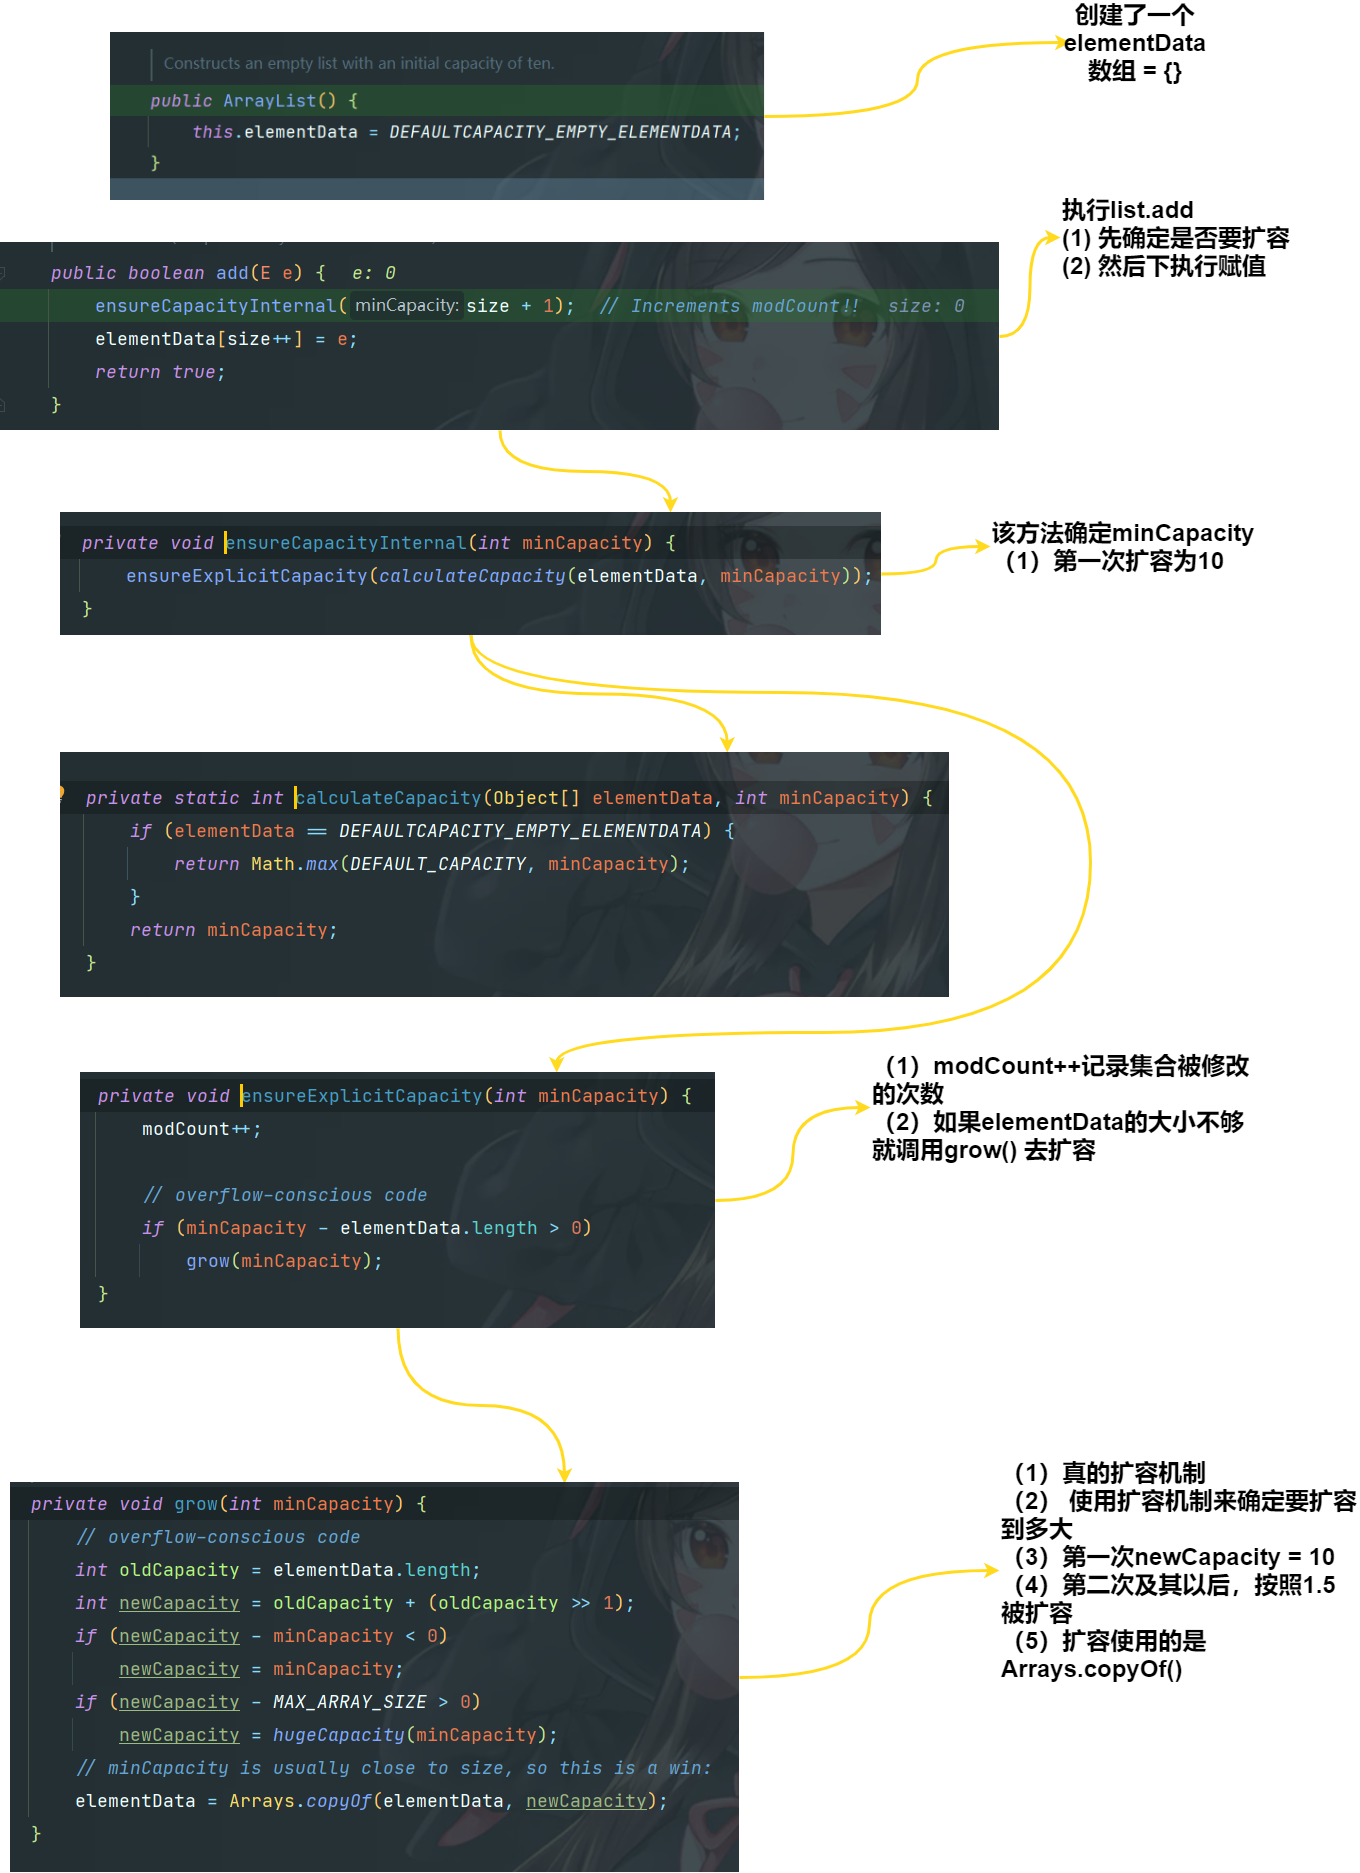 创建了一个
elementData
数组 = {}
Constructs an empty list with an initial capacity of ten.
public ArrayList() {
this.elementData = DEFAULTCAPACITY_EMPTY_ELEMENTDATA;
}
执行list.add
(1) 先确定是否要扩容
(2) 然后下执行赋值
public boolean add(E e) { e: 0
ensureCapacityInternal( minCapacity: size + 1); // Increments modCount!! size: 0
elementData[size++] = e;
return true;
}
该方法确定minCapacity
（1）第一次扩容为10
private void ensureCapacityInternal(int minCapacity) {
ensureExplicitCapacity(calculateCapacity(elementData, minCapacity));
}
private static int calculateCapacity(Object[] elementData, int minCapacity) {
if (elementData == DEFAULTCAPACITY_EMPTY_ELEMENTDATA) {
return Math.max(DEFAULT_CAPACITY, minCapacity);
}
return minCapacity;
}
（1）modCount++记录集合被修改
的次数
（2）如果elementData的大小不够
就调用grow() 去扩容
private void ensureExplicitCapacity(int minCapacity) {
modCount++;
// overflow-conscious code
if (minCapacity - elementData.length > 0)
grow(minCapacity);
}
（1）真的扩容机制
（2） 使用扩容机制来确定要扩容
到多大
（3）第一次newCapacity = 10
（4）第二次及其以后，按照1.5
被扩容
（5）扩容使用的是
Arrays.copyOf()
private void grow(int minCapacity) {
// overflow-conscious code
int oldCapacity = elementData.length;
int newCapacity = oldCapacity + (oldCapacity >> 1);
if (newCapacity - minCapacity < 0)
newCapacity = minCapacity;
if (newCapacity - MAX_ARRAY_SIZE > 0)
newCapacity = hugeCapacity(minCapacity);
// minCapacity is usually close to size, so this is a win:
elementData = Arrays.copyOf(elementData, newCapacity);
}